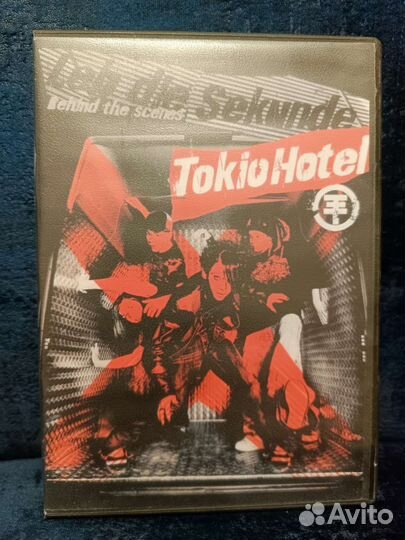 Leb die Sekunde
Behind the scenes
Tokio Hotel
Avito